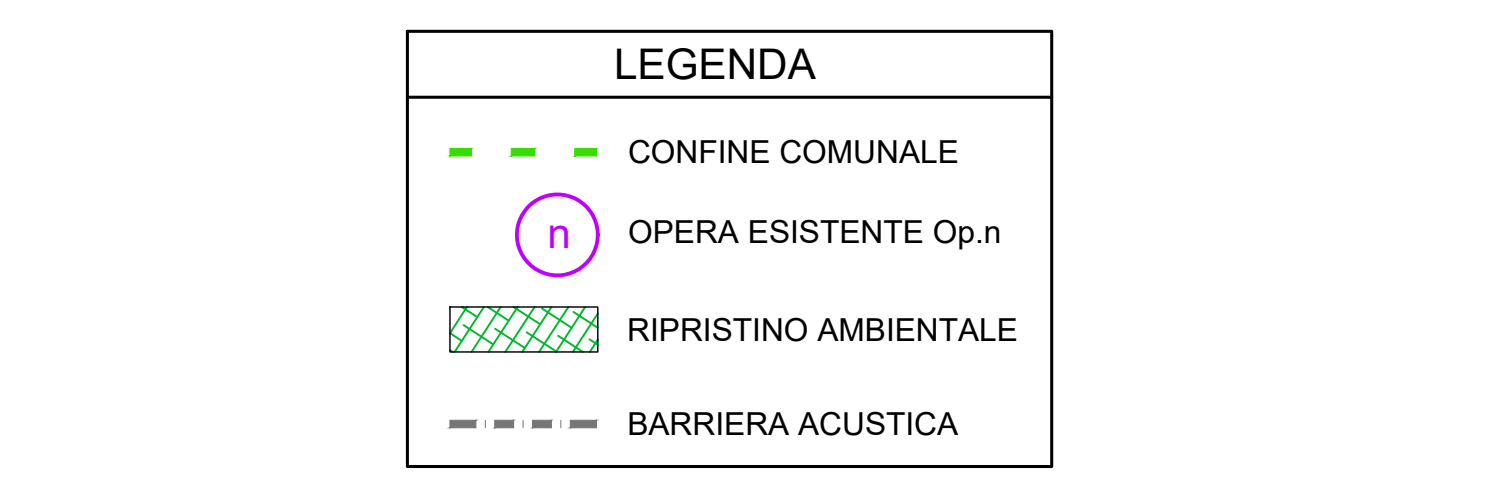 LEGENDA
CONFINE COMUNALE
n
OPERA ESISTENTE Op.n
RIPRISTINO AMBIENTALE
BARRIERA ACUSTICA